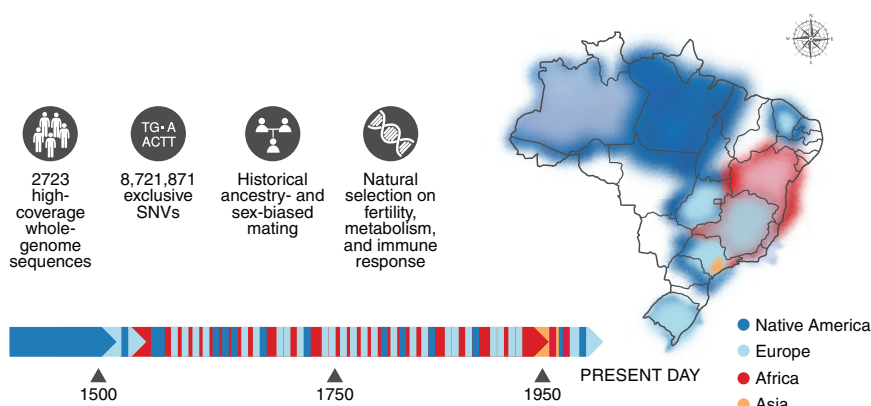 TG▪A
ACTT
2723
high-
coverage
whole-
genome
sequences
8,721,871
exclusive
SNVs
Historical
ancestry- and
sex-biased
mating
Natural
selection on
fertility,
metabolism,
and immune
response
N
W
E
S
Native America
Europe
Africa
Asia
PRESENT DAY
1500
1750
1950